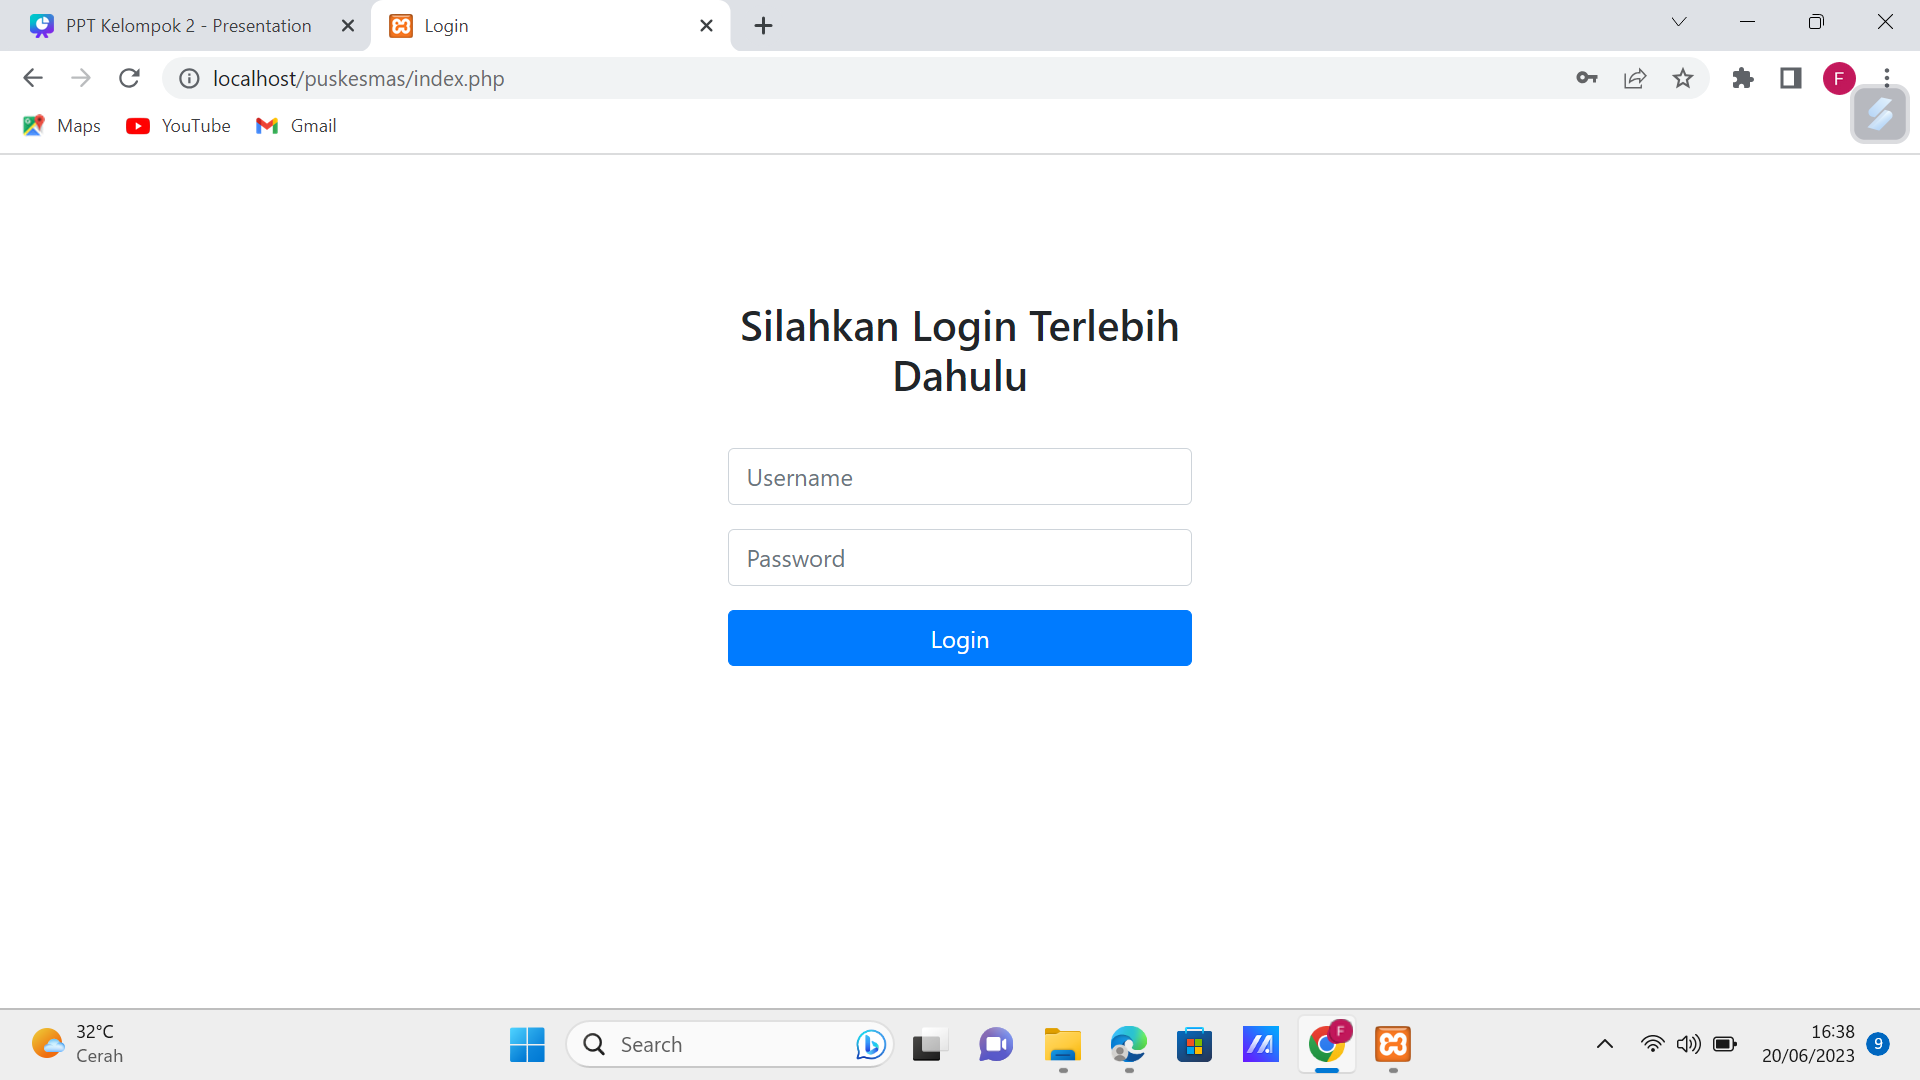 PPT Kelompok 2 - Presentation
Login
localhost/puskesmas/index.php
F
Maps
YouTube
Gmail
Silahkan Login Terlebih
Dahulu
Username
Password
Login
32°C
Cerah
Search
F
16:38
20/06/2023
9